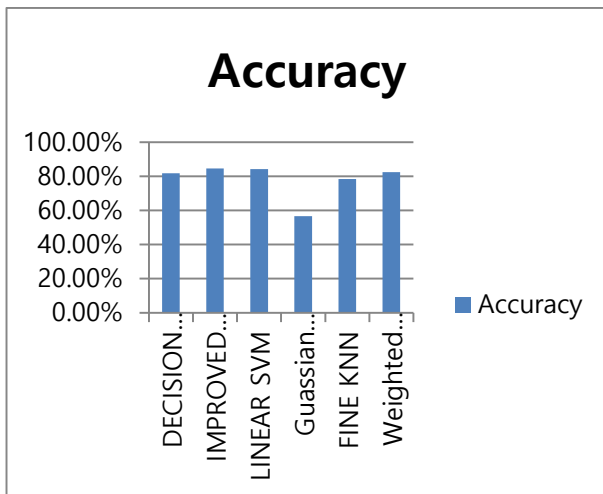 Accuracy
100.00%
80.00%
60.00%
40.00%
20.00%
0.00%
DECISION...
IMPROVED...
LINEAR SVM
Guassian...
FINE KNN
Weighted...
Accuracy